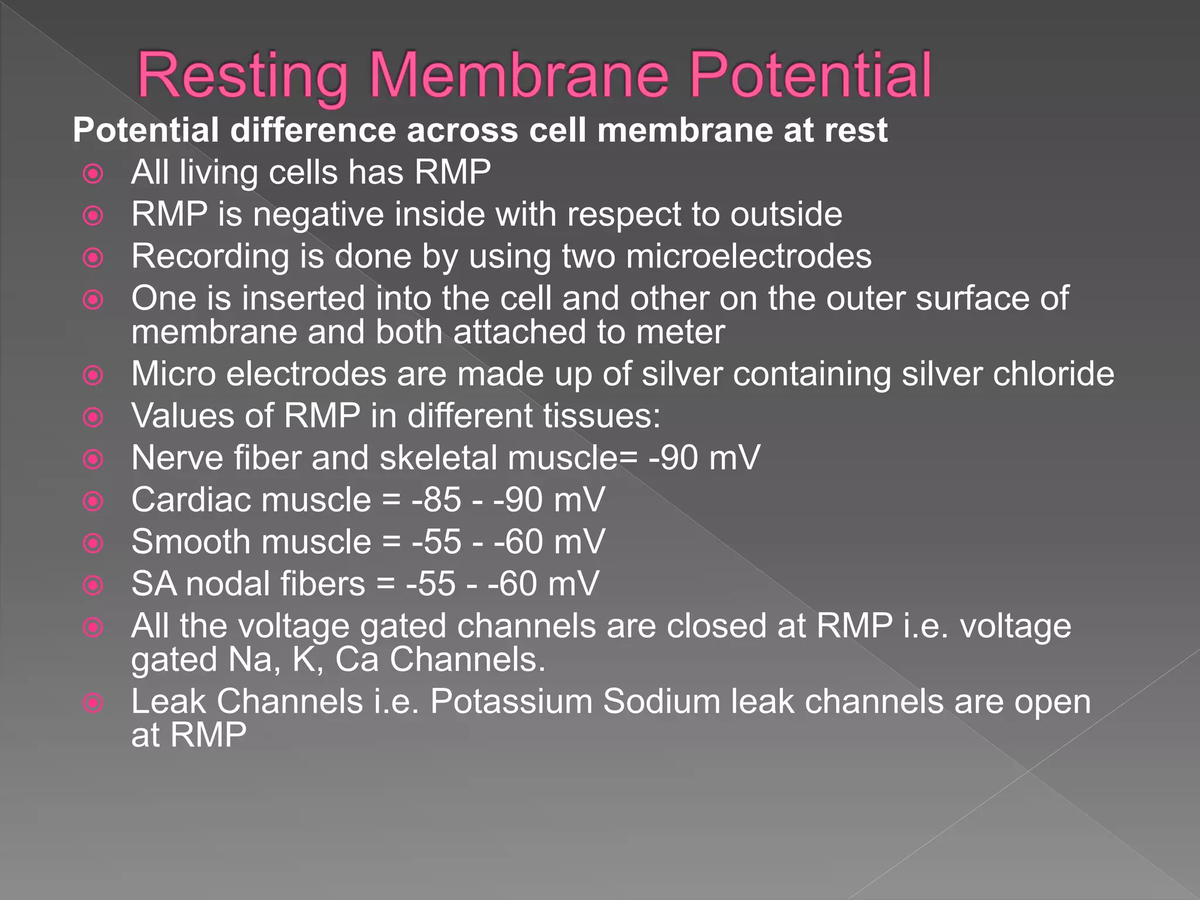 Resting Membrane Potential
Potential difference across cell membrane at rest
All living cells has RMP
RMP is negative inside with respect to outside
Recording is done by using two microelectrodes
One is inserted into the cell and other on the outer surface of
membrane and both attached to meter
Micro electrodes are made up of silver containing silver chloride
Values of RMP in different tissues:
Nerve fiber and skeletal muscle= -90 mV
Cardiac muscle = -85 - -90 mV
Smooth muscle = -55 - -60 mV
SA nodal fibers = -55 - -60 mV
All the voltage gated channels are closed at RMP i.e. voltage
gated Na, K, Ca Channels.
Leak Channels i.e. Potassium Sodium leak channels are open
at RMP